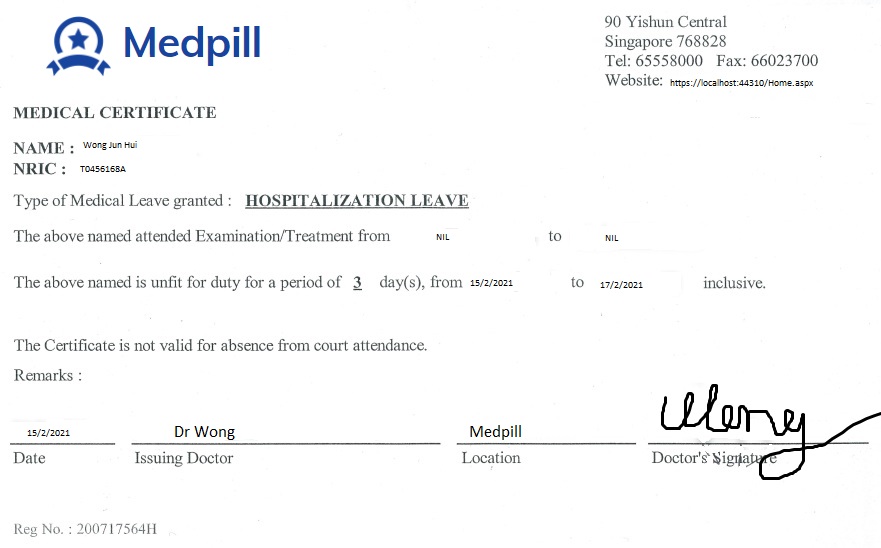 Medpill
90 Yishun Central
Singapore 768828
Tel: 65558000 Fax: 66023700
Website: https://localhost:44310/Home.aspx
MEDICAL CERTIFICATE
NAME : Wong Jun Hui
NRIC : T0456168A
Type of Medical Leave granted : HOSPITALIZATION LEAVE
The above named attended Examination/Treatment from NIL to NIL
The above named is unfit for duty for a period of 3 day(s), from 15/2/2021 to 17/2/2021 inclusive.
The Certificate is not valid for absence from court attendance.
Remarks :
15/2/2021 Dr Wong Medpill
Date Issuing Doctor Location Doctor's Signature
Reg No. : 200717564H